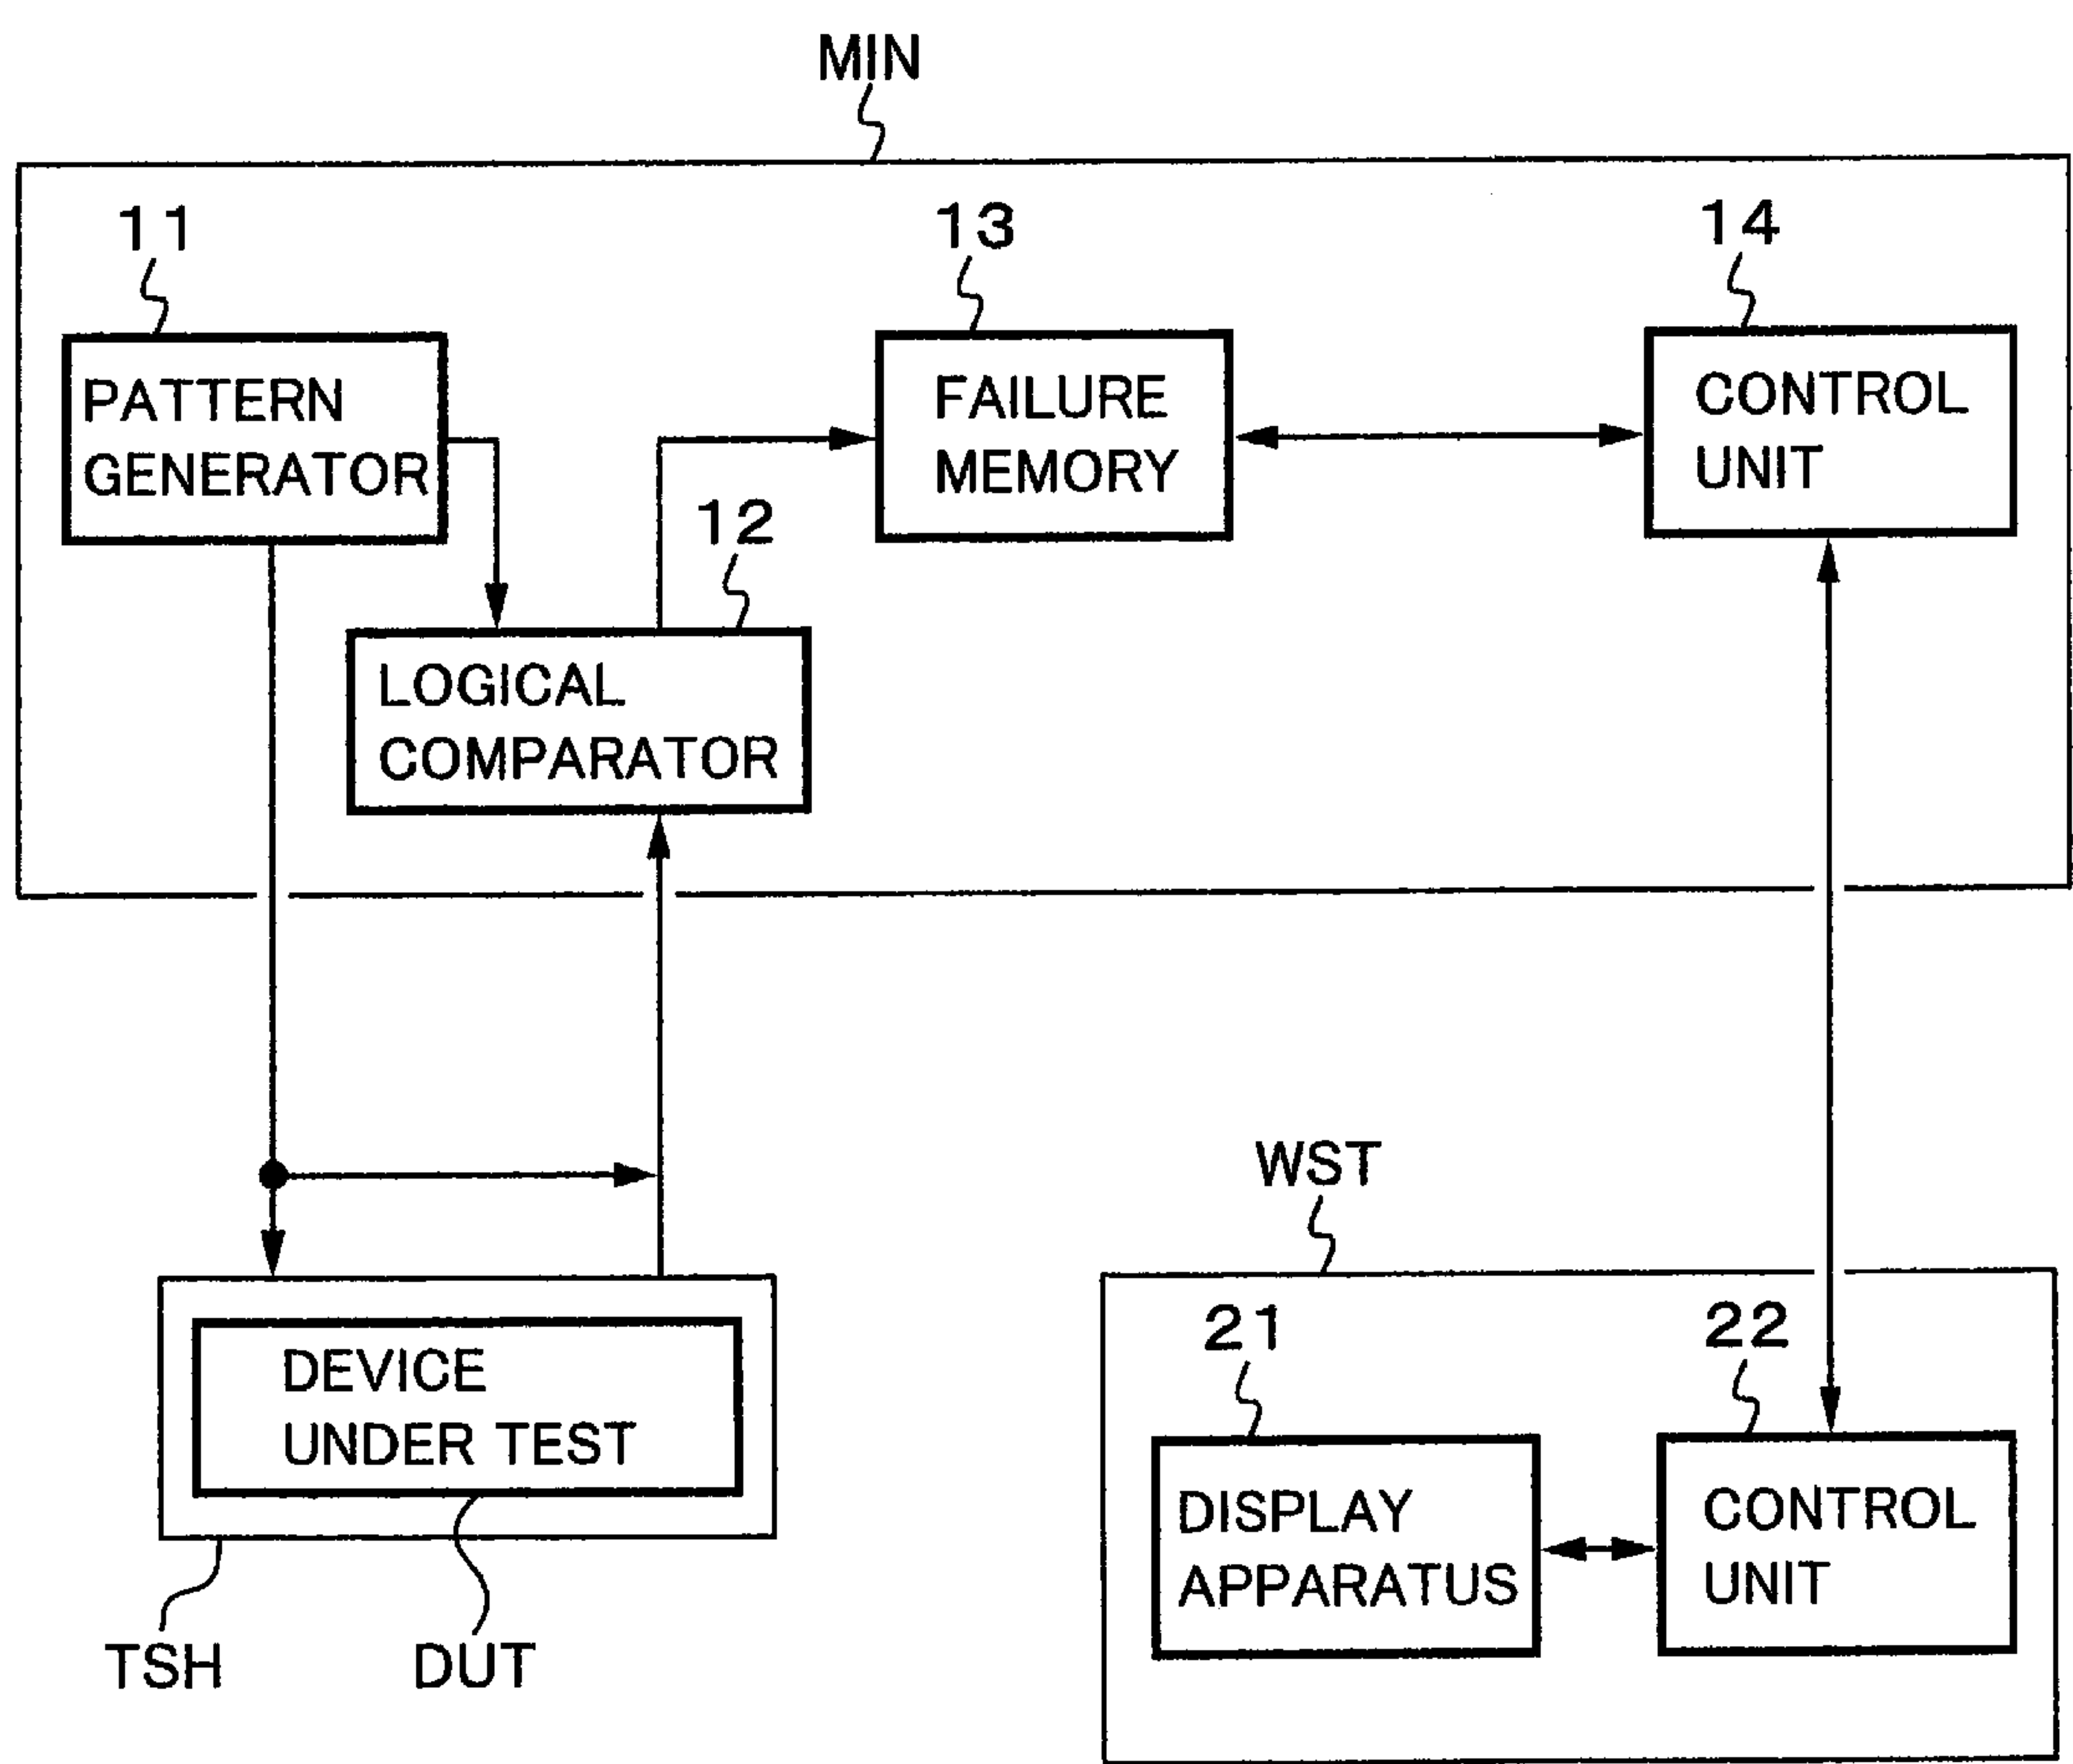 MIN
11
13
14
PATTERN
GENERATOR
FAILURE
MEMORY
CONTROL
UNIT
12
LOGICAL
COMPARATOR
WST
21
22
DEVICE
UNDER TEST
DISPLAY
APPARATUS
CONTROL
UNIT
TSH
DUT